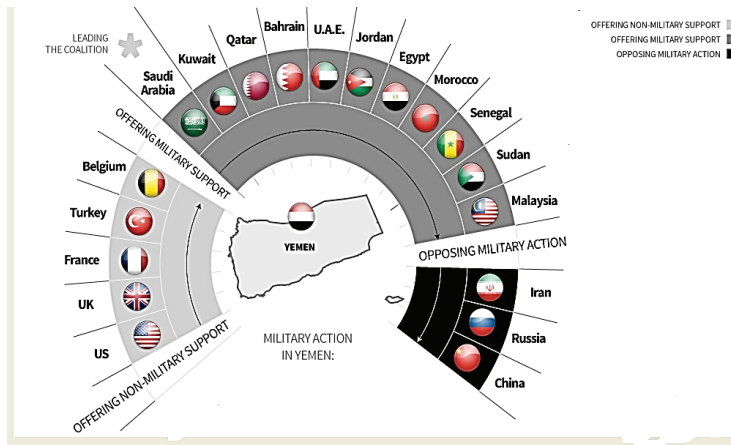 LEADING
THE COALITION
OFFERING NON-MILITARY SUPPORT
OFFERING MILITARY SUPPORT
OPPOSING MILITARY ACTION
OFFERING MILITARY SUPPORT
Saudi
Arabia
Kuwait
Qatar
Bahrain
U.A.E.
Jordan
Egypt
Morocco
Senegal
Sudan
Malaysia
OPPOSING MILITARY ACTION
Iran
Russia
China
Belgium
Turkey
France
UK
US
OFFERING NON-MILITARY SUPPORT
YEMEN
MILITARY ACTION
IN YEMEN: